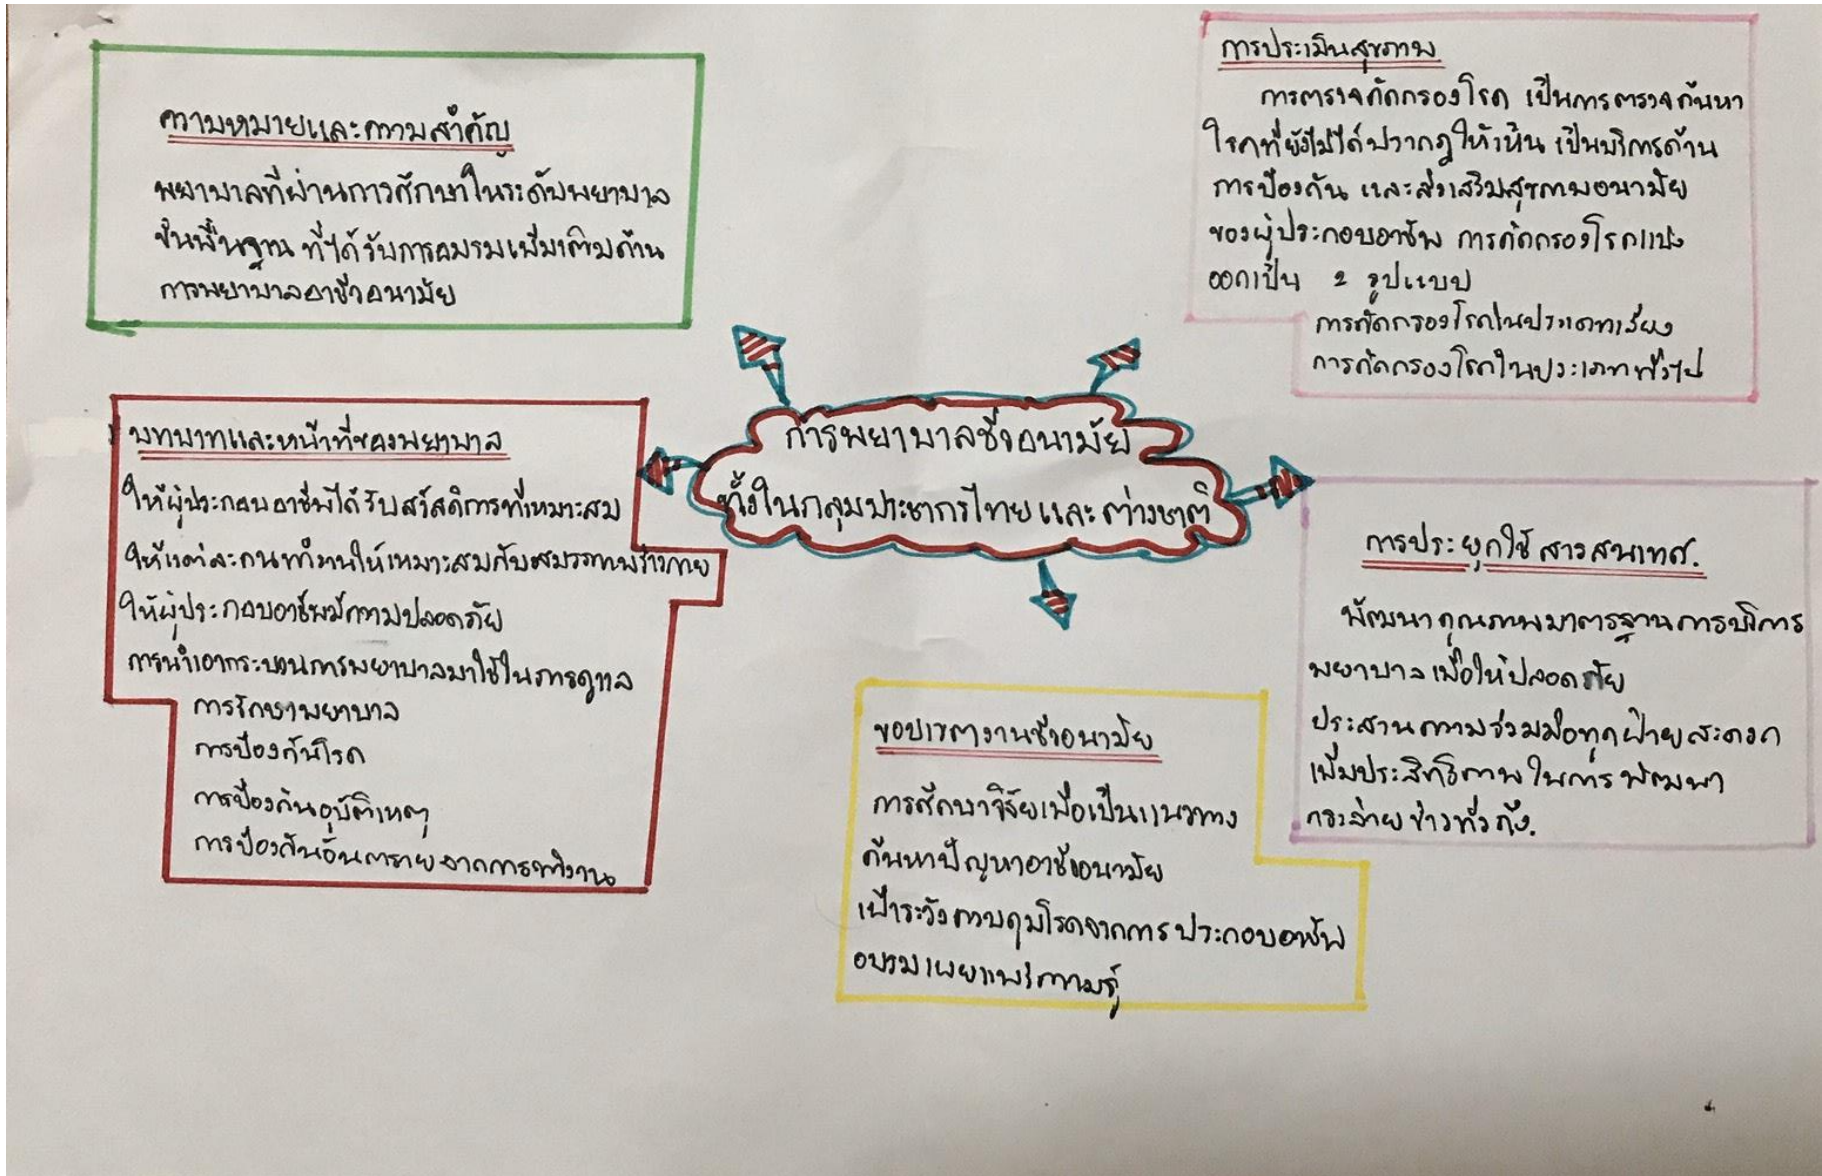 ความหมายและความสำคัญ
พยาบาลที่ผ่านการศึกษาในระดับพยาบาล
ขั้นพื้นฐาน ที่ได้รับการอบรมเพิ่มเติมด้าน
การพยาบาลอาชีวอนามัย
การประเมินสุขภาพ
การตรวจคัดกรองโรค เป็นการตรวจค้นหา
โรคที่ยังไม่ได้ปรากฏให้เห็น เป็นบริการด้าน
การป้องกัน และส่งเสริมสุขภาพอนามัย
ของผู้ประกอบอาชีพ การคัดกรองโรคแบ่ง
ออกเป็น 2 รูปแบบ
การคัดกรองโรคในประเภท
การคัดกรองโรคในประเภททั่วไป
การพยาบาลชีวอนามัย
ทั้งในกลุ่มประชากรไทยและต่างชาติ
บทบาทและหน้าที่ของพยาบาล
ให้ผู้ประกอบอาชีพได้รับสวัสดิการที่เหมาะสม
ให้แต่ละคนทำงานให้เหมาะสมกับสมรรถภาพร่างกาย
ให้ผู้ประกอบอาชีพมีความปลอดภัย
การนำเอากระบวนการพยาบาลมาใช้ในการดูแล
การรักษาพยาบาล
การป้องกันโรค
การป้องกันอุบัติเหตุ
การป้องกันอันตรายจากการทำงาน
การประยุกใช้สารสนเทศ.
พัฒนาคุณภาพมาตรฐานการบริการ
พยาบาลเพื่อให้ปลอดภัย
ประสานความร่วมมือทุกฝ่ายสะดวก
เพิ่มประสิทธิภาพในการพัฒนา
กระจายข่าวทั่วถึง.
ขอบเขตงานชีวอนามัย
การศึกษาวิจัยเพื่อเป็นแนวทาง
ค้นหาปัญหาอาชีวอนามัย
เฝ้าระวังควบคุมโรคจากการประกอบอาชีพ
อบรมเผยแพร่ความรู้